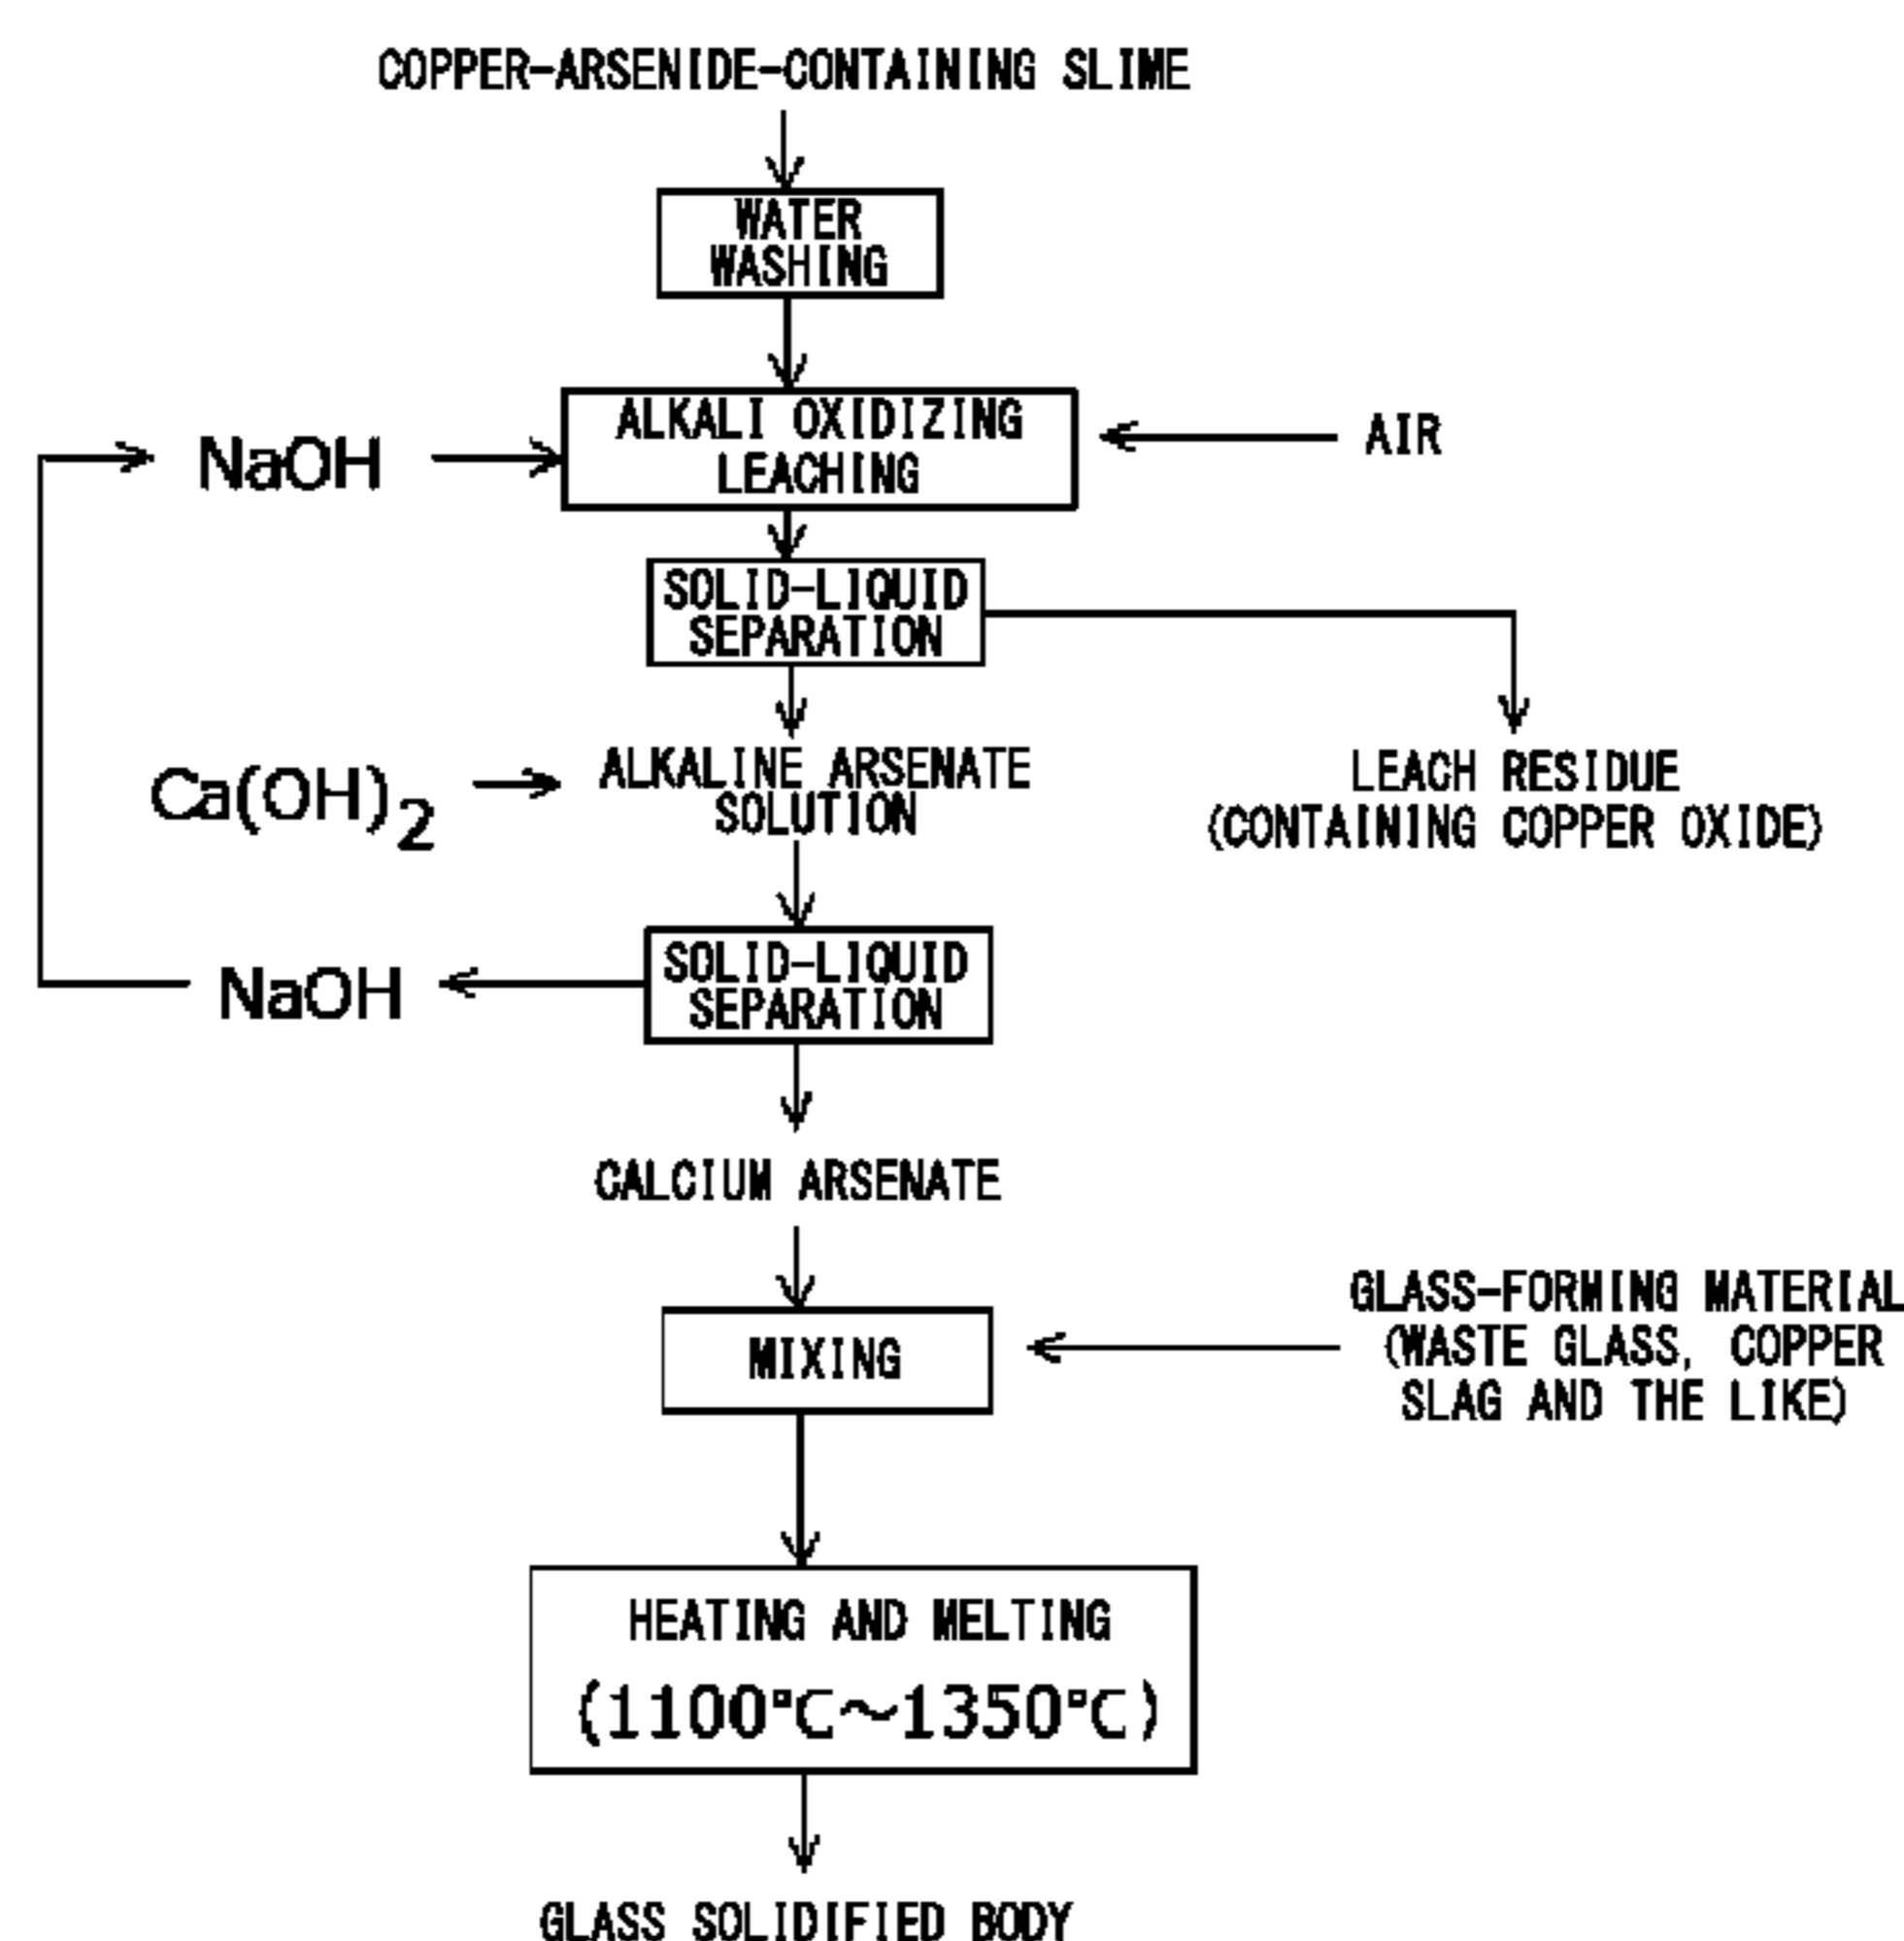 COPPER-ARSENIDE-CONTAINING SLIME
WATER
WASHING
NaOH
ALKALI OXIDIZING
LEACHING
AIR
SOLID-LIQUID
SEPARATION
Ca(OH)2
ALKALINE ARSENATE
SOLUTION
LEACH RESIDUE
(CONTAINING COPPER OXIDE)
NaOH
SOLID-LIQUID
SEPARATION
CALCIUM ARSENATE
MIXING
GLASS-FORMING MATERIAL
(WASTE GLASS, COPPER
SLAG AND THE LIKE)
HEATING AND MELTING
(1100℃～1350℃)
GLASS SOLIDIFIED BODY